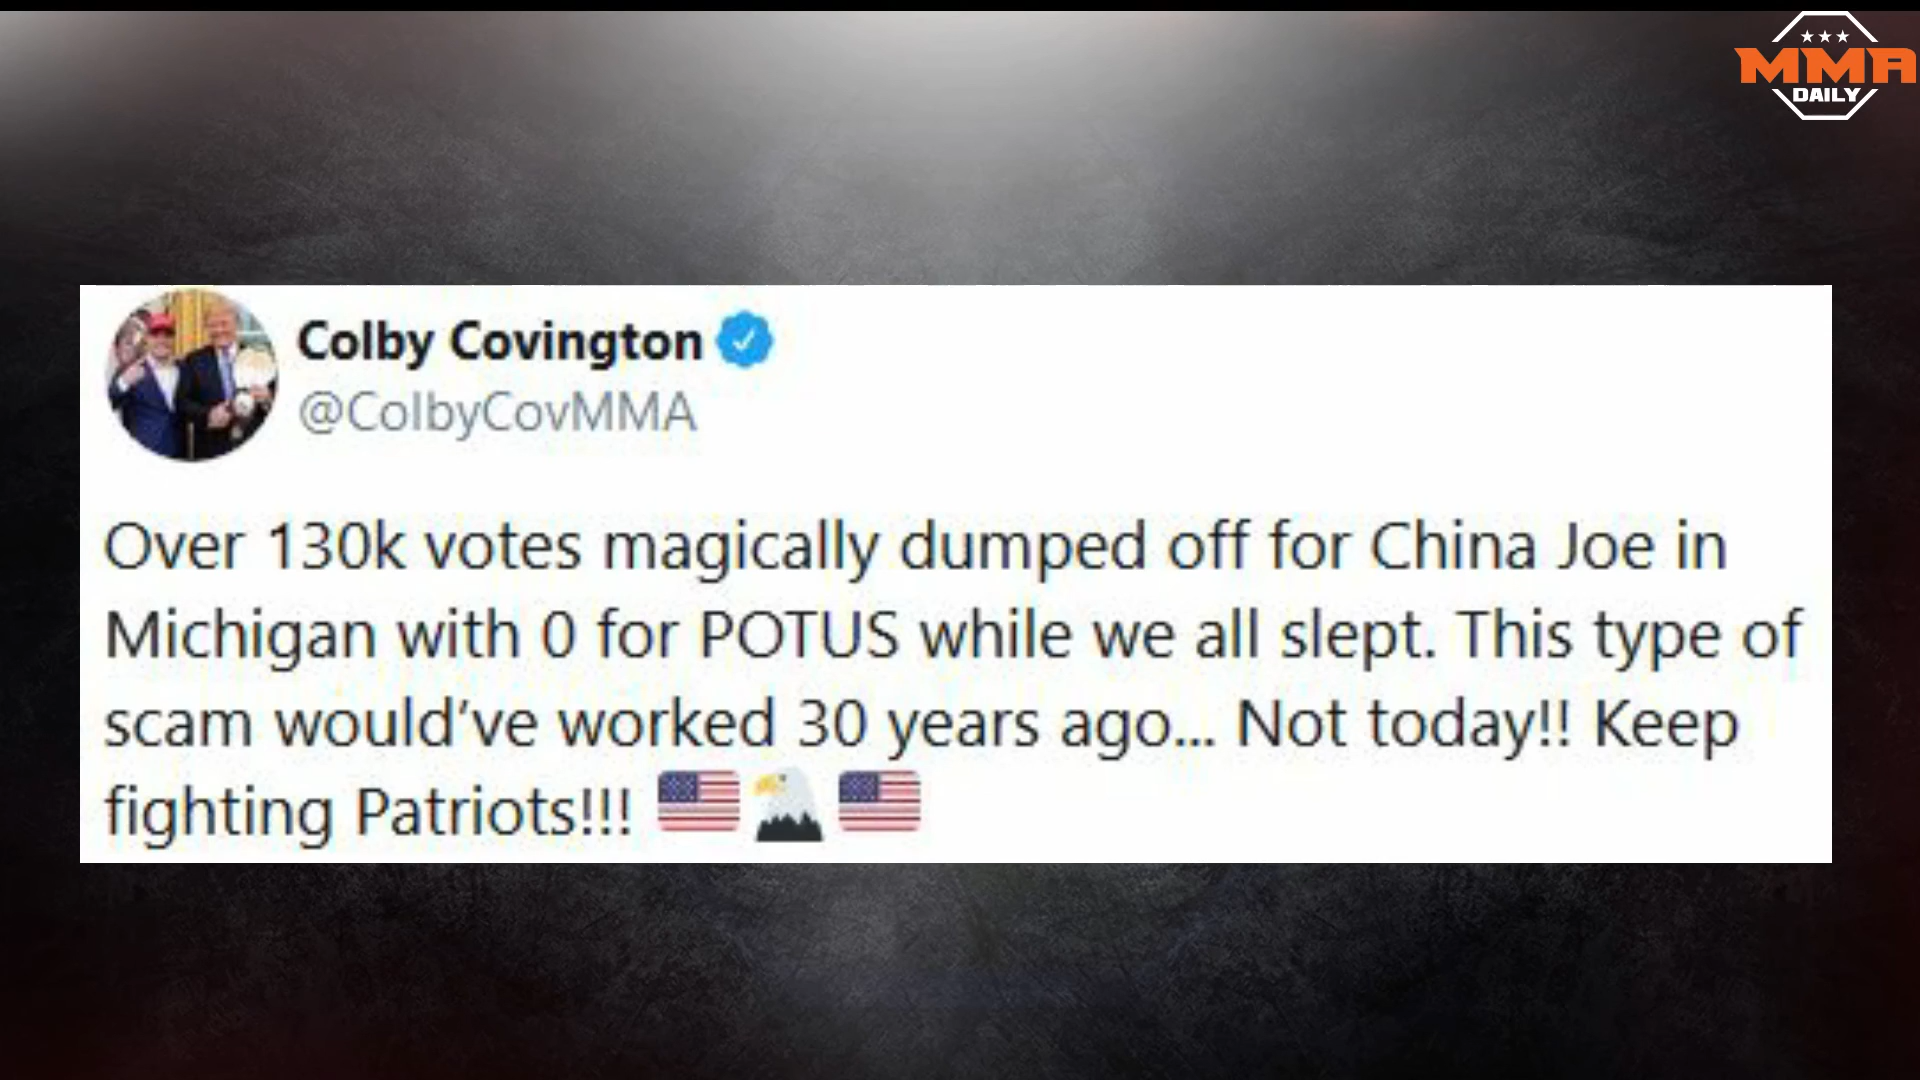 ★★★
MMA
DAILY
Colby Covington
@ColbyCovMMA
Over 130k votes magically dumped off for China Joe in
Michigan with 0 for POTUS while we all slept. This type of
scam would’ve worked 30 years ago... Not today!! Keep
fighting Patriots!!! 🇺🇸🦅🇺🇸